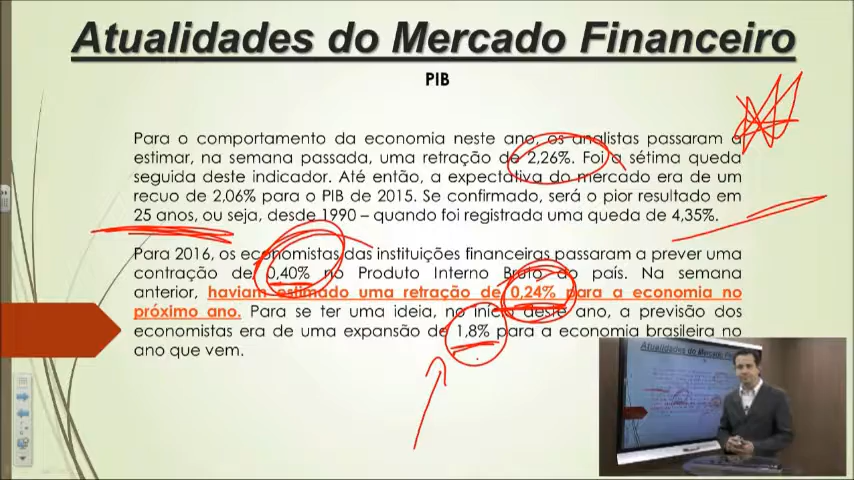 Atualidades do Mercado Financeiro
PIB
Para o comportamento da economia neste ano, os analistas passaram a
estimar, na semana passada, uma retração de 2,26%. Foi a sétima queda
seguida deste indicador. Até então, a expectativa do mercado era de um
recuo de 2,06% para o PIB de 2015. Se confirmado, será o pior resultado em
25 anos, ou seja, desde 1990 – quando foi registrada uma queda de 4,35%.
Para 2016, os economistas das instituições financeiras passaram a prever uma
contração de 0,40% no Produto Interno Bruto do país. Na semana
anterior, haviam estimado uma retração de 0,24% para a economia no
próximo ano. Para se ter uma ideia, no início deste ano, a previsão dos
economistas era de uma expansão de 1,8% para a economia brasileira no
ano que vem.
Atualidades do Mercado